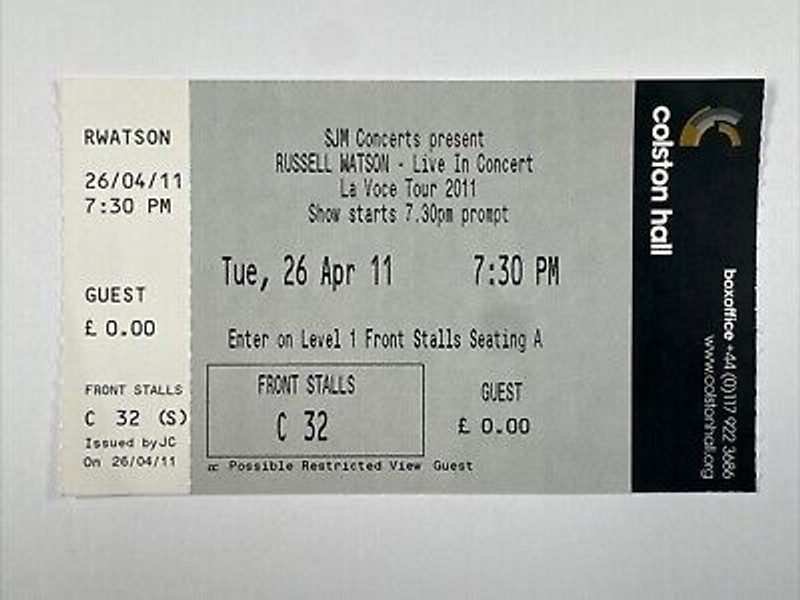 RWATSON
26/04/11
7:30 PM
GUEST
£ 0.00
FRONT STALLS
C 32 (S)
Issued by JC
On 26/04/11
SJM Concerts present
RUSSELL WATSON - Live In Concert
La Voce Tour 2011
Show starts 7.30pm prompt
Tue, 26 Apr 11 7:30 PM
Enter on Level 1 Front Stalls Seating A
FRONT STALLS
C 32
GUEST
£ 0.00
Possible Restricted View Guest
colston hall
boxoffice +44 (0)117 922 3686
www.colstonhall.org